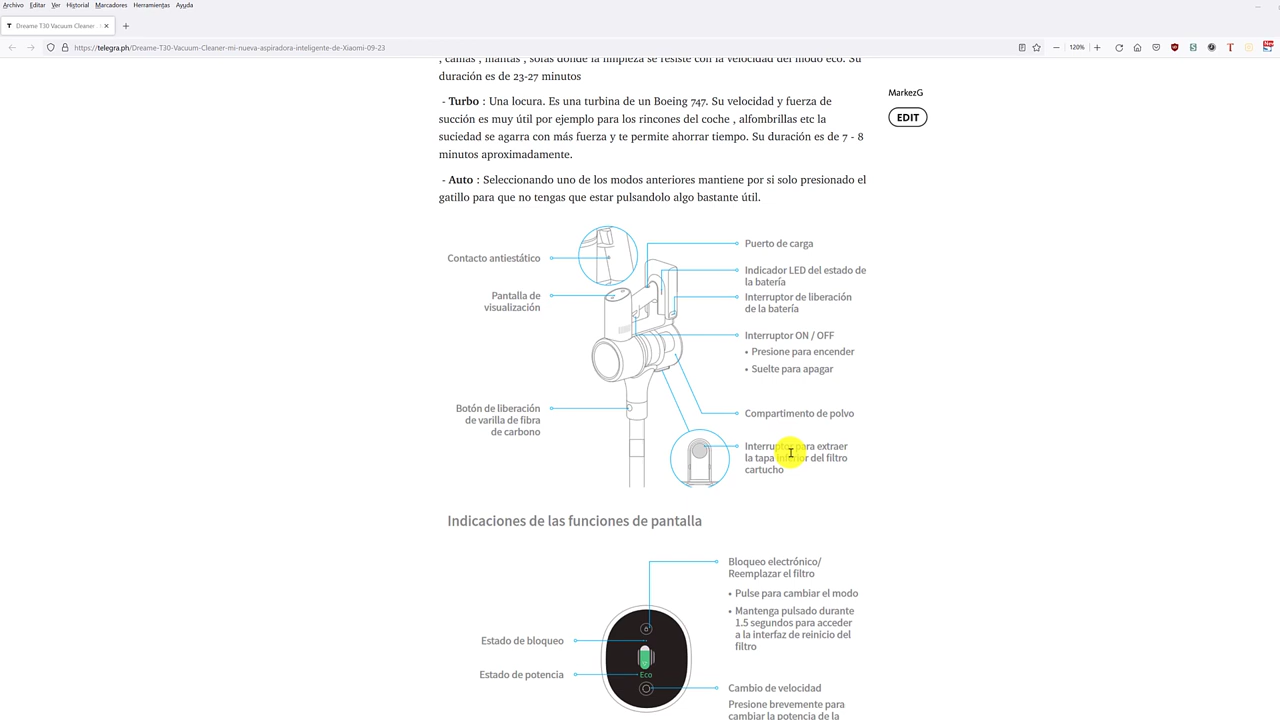 Archivo Editar Ver Historial Marcadores Herramientas Ayuda
Dreame T30 Vacuum Cleaner
https://telegra.ph/Dreame-T30-Vacuum-Cleaner-mi-nueva-aspiradora-inteligente-de-Xiaomi-09-23
120%
, camas , mantas , sofás donde la limpieza se resiste con la velocidad del modo eco. Su
duración es de 23-27 minutos
MarkezG
EDIT
- Turbo : Una locura. Es una turbina de un Boeing 747. Su velocidad y fuerza de
succión es muy útil por ejemplo para los rincones del coche , alfombrillas etc la
suciedad se agarra con más fuerza y te permite ahorrar tiempo. Su duración es de 7 - 8
minutos aproximadamente.
- Auto : Seleccionando uno de los modos anteriores mantiene por si solo presionado el
gatillo para que no tengas que estar pulsandolo algo bastante útil.
Contacto antiestático
Pantalla de
visualización
Botón de liberación
de varilla de fibra
de carbono
Puerto de carga
Indicador LED del estado de
la batería
Interruptor de liberación
de la batería
Interruptor ON / OFF
• Presione para encender
• Suelte para apagar
Compartimento de polvo
Interruptor para extraer
la tapa inferior del filtro
cartucho
Indicaciones de las funciones de pantalla
Bloqueo electrónico/
Reemplazar el filtro
• Pulse para cambiar el modo
• Mantenga pulsado durante
1.5 segundos para acceder
a la interfaz de reinicio del
filtro
Estado de bloqueo
Estado de potencia
Eco
Cambio de velocidad
Presione brevemente para
cambiar la potencia de la